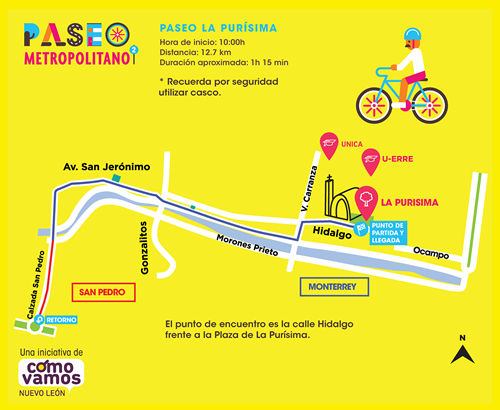 PASEO
METROPOLITANO 2
PASEO LA PURÍSIMA
Hora de inicio: 10:00h
Distancia: 12.7 km
Duración aproximada: 1h 15 min
* Recuerda por seguridad
utilizar casco.
UNICA
U-ERRE
Av. San Jerónimo
V. Carranza
LA PURISIMA
Hidalgo
PUNTO DE
PARTIDA Y
LLEGADA
Gonzalitos
Morones Prieto
Ocampo
Calzada San Pedro
SAN PEDRO
MONTERREY
RETORNO
El punto de encuentro es la calle Hidalgo
frente a la Plaza de La Purísima.
N
Una iniciativa de
cómo
vamos
NUEVO LEÓN